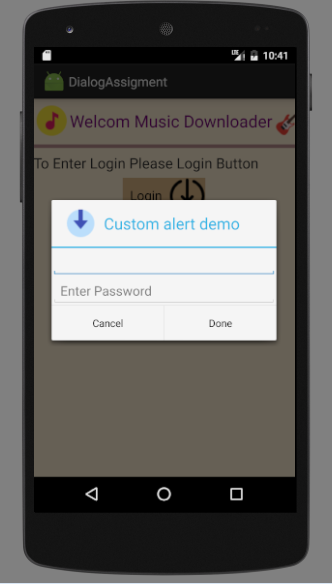 10:41
DialogAssigment
Welcom Music Downloader
To Enter Login Please Login Button
Login
Custom alert demo
Enter Password
Cancel Done